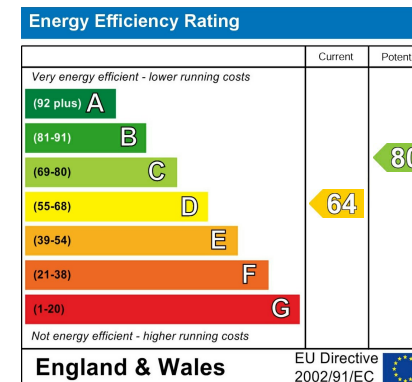 Energy Efficiency Rating
Current Potent
Very energy efficient - lower running costs
(92 plus) A
(81-91) B
(69-80) C
(55-68) D
(39-54) E
(21-38) F
(1-20) G
64
80
Not energy efficient - higher running costs
England & Wales
EU Directive
2002/91/EC